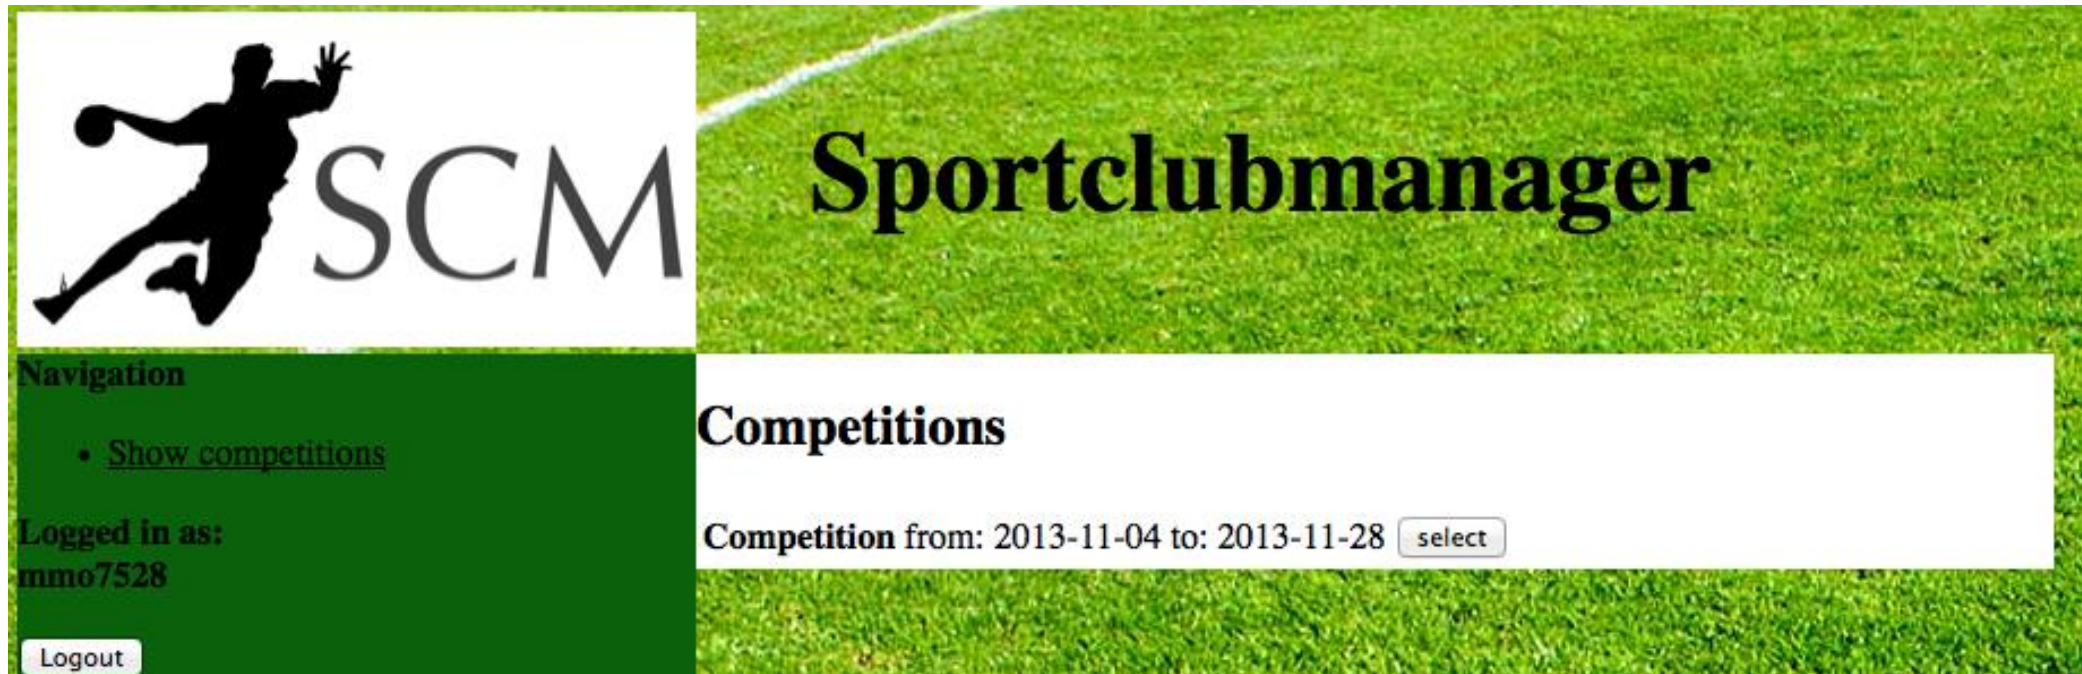 SCM
Sportclubmanager
Navigation
• Show competitions
Logged in as:
mmo7528
Logout
Competitions
Competition from: 2013-11-04 to: 2013-11-28 select